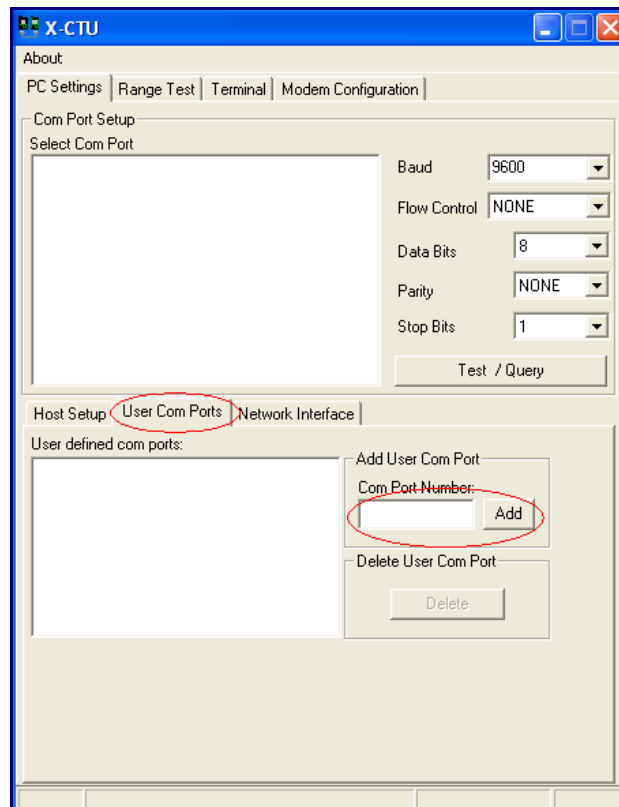 X-CTU
About
PC Settings Range Test Terminal Modem Configuration
Com Port Setup
Select Com Port
Baud 9600
Flow Control NONE
Data Bits 8
Parity NONE
Stop Bits 1
Test / Query
Host Setup User Com Ports Network Interface
User defined com ports:
Add User Com Port
Com Port Number:
Add
Delete User Com Port
Delete